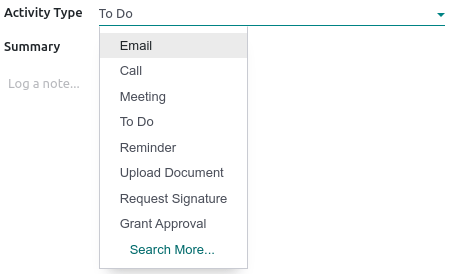 Activity Type To Do
Email
Summary
Call
Log a note...
Meeting
To Do
Reminder
Upload Document
Request Signature
Grant Approval
Search More...